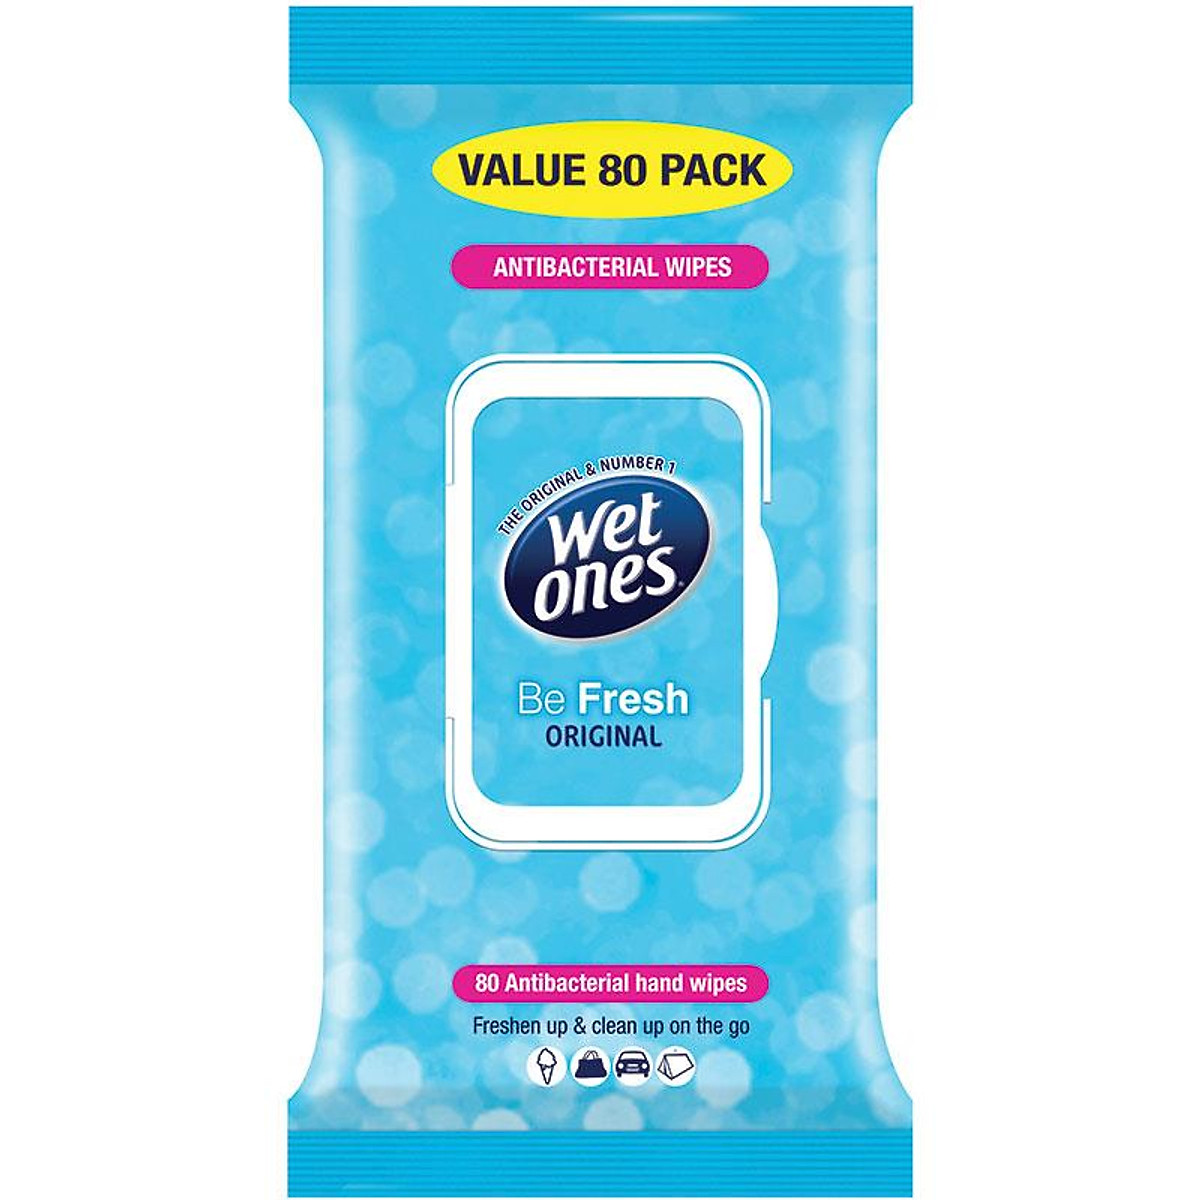 VALUE 80 PACK
ANTIBACTERIAL WIPES
THE ORIGINAL & NUMBER 1
Wet
ones®
Be Fresh
ORIGINAL
80 Antibacterial hand wipes
Freshen up & clean up on the go